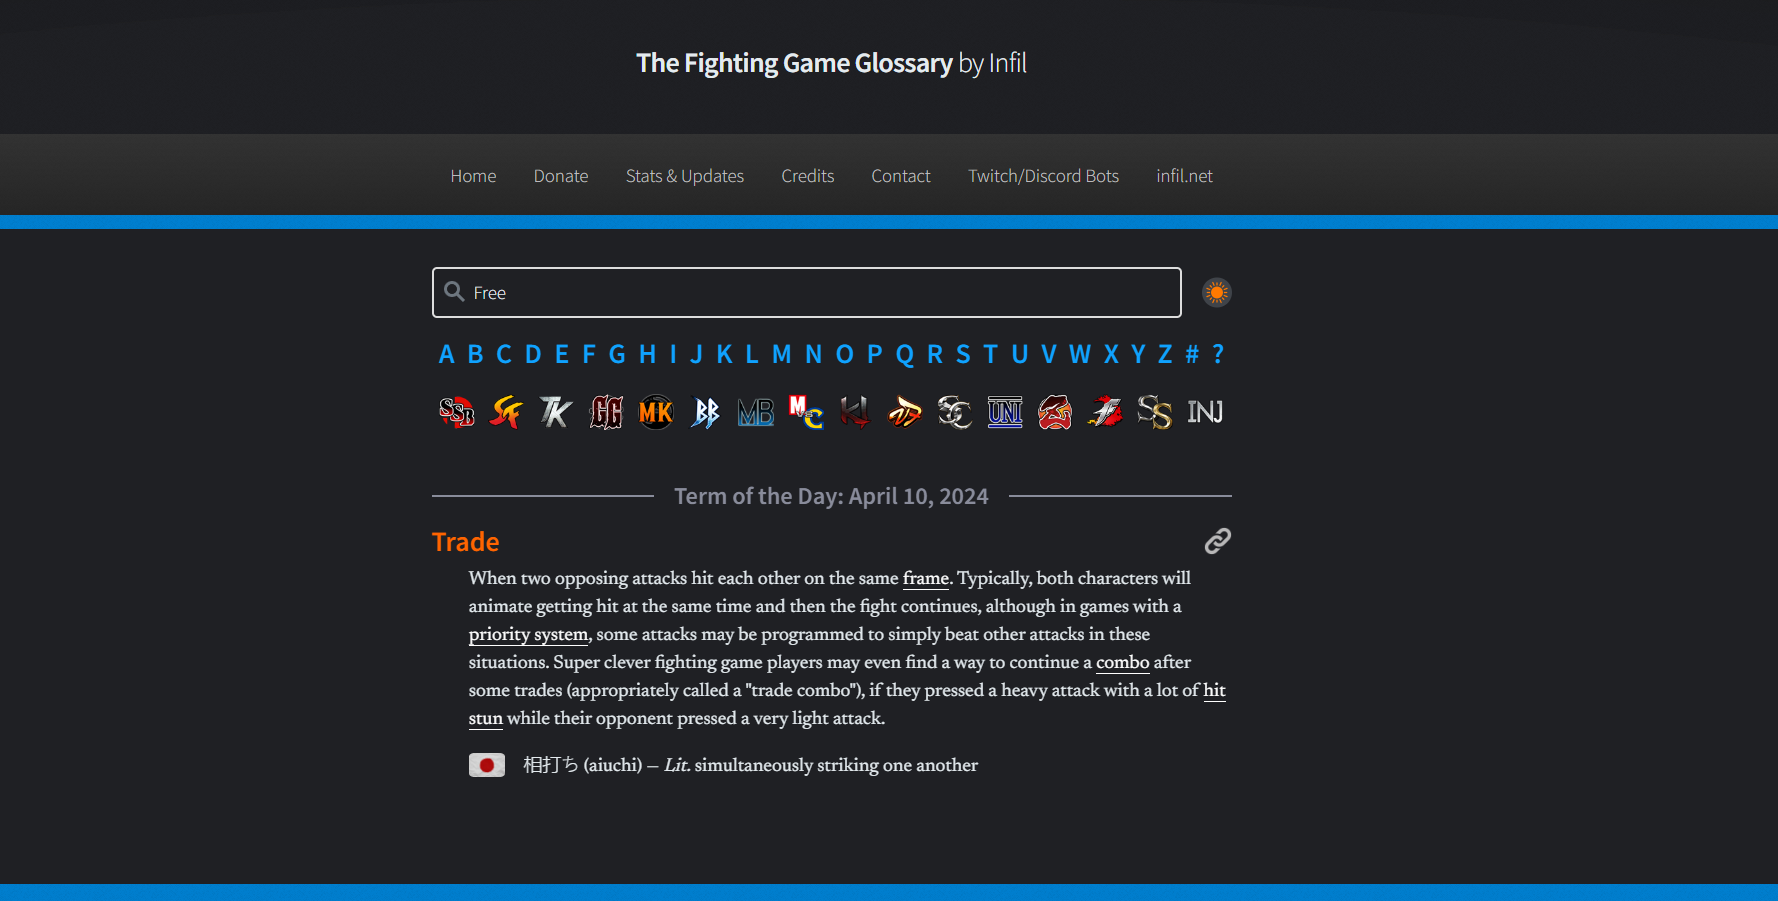 The Fighting Game Glossary by Infil
Home Donate Stats & Updates Credits Contact Twitch/Discord Bots infil.net
Free
A B C D E F G H I J K L M N O P Q R S T U V W X Y Z # ?
SSB SF TK GG MK BB MB MvC KI SC UNI SS INJ
Term of the Day: April 10, 2024
Trade
When two opposing attacks hit each other on the same frame. Typically, both characters will
animate getting hit at the same time and then the fight continues, although in games with a
priority system, some attacks may be programmed to simply beat other attacks in these
situations. Super clever fighting game players may even find a way to continue a combo after
some trades (appropriately called a "trade combo"), if they pressed a heavy attack with a lot of hit
stun while their opponent pressed a very light attack.
相打ち (aiuchi) – Lit. simultaneously striking one another